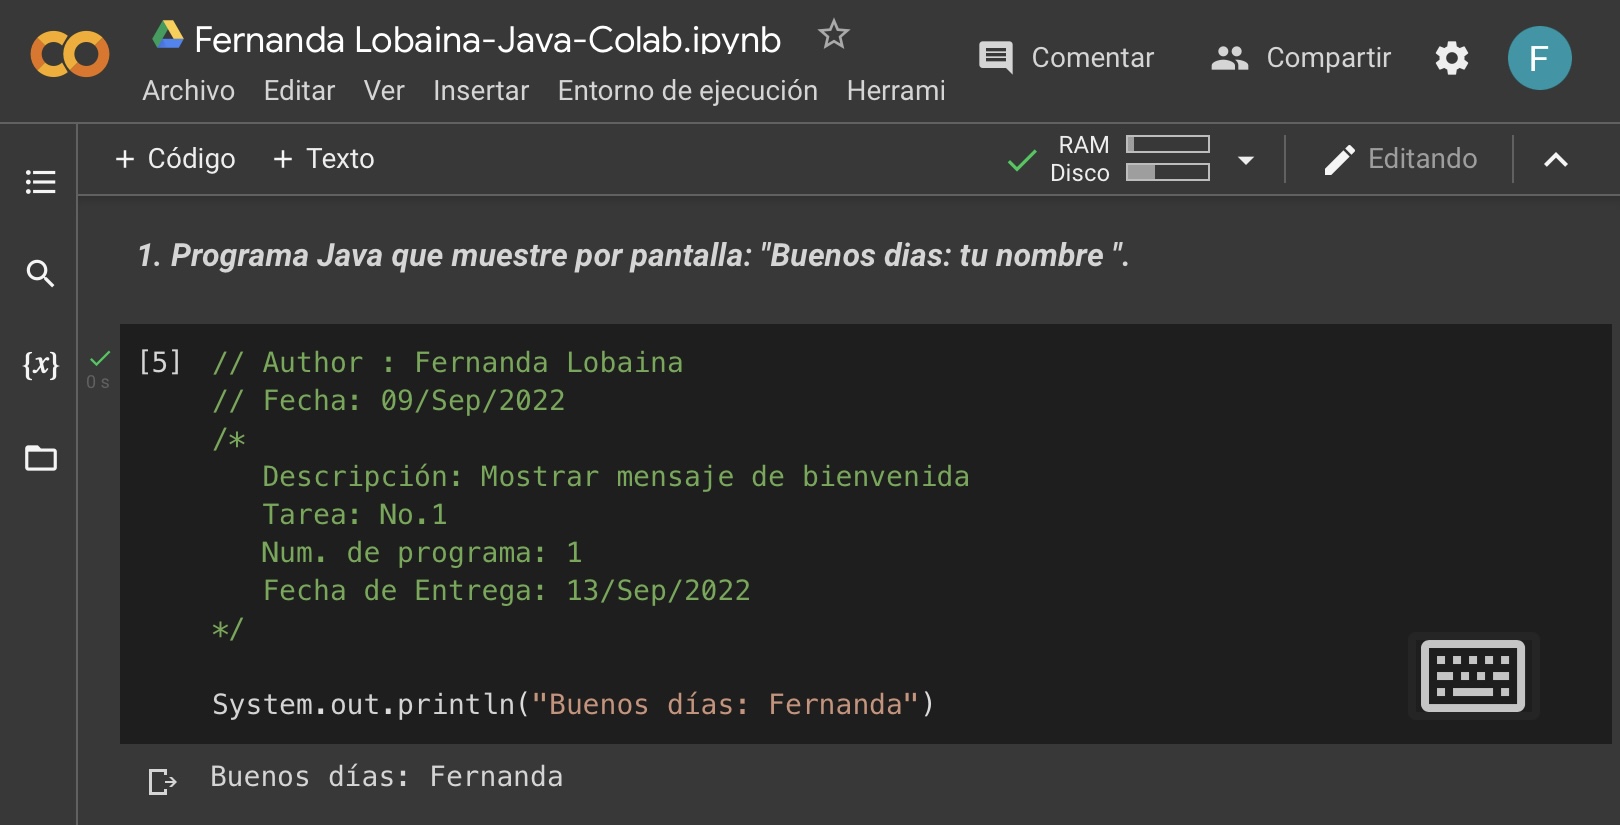 Fernanda Lobaina-Java-Colab.ipynb
Comentar
Compartir
F
Archivo Editar Ver Insertar Entorno de ejecución Herrami
+ Código + Texto
RAM
Disco
Editando
1. Programa Java que muestre por pantalla: "Buenos dias: tu nombre ".
{x}
0 s
[5] // Author : Fernanda Lobaina
// Fecha: 09/Sep/2022
/*
Descripción: Mostrar mensaje de bienvenida
Tarea: No.1
Num. de programa: 1
Fecha de Entrega: 13/Sep/2022
*/
System.out.println("Buenos días: Fernanda")
Buenos días: Fernanda